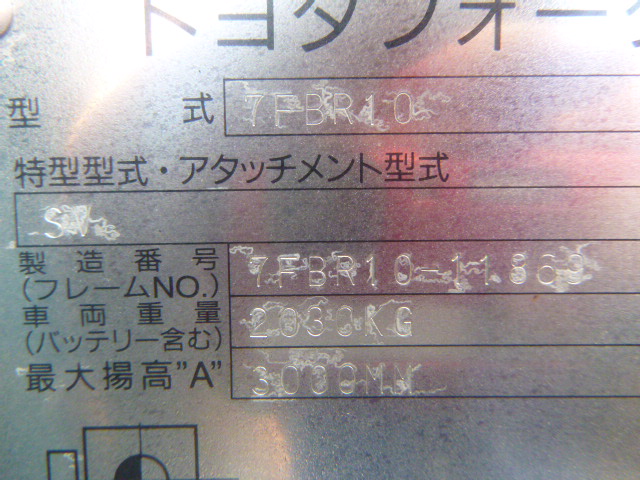 トヨタフォーク
型式 7FBR10
特型型式・アタッチメント型式
製造番号
(フレームNO.) 7FBR10-11863
車両重量
(バッテリー含む) 2030KG
最大揚高"A" 3000MM